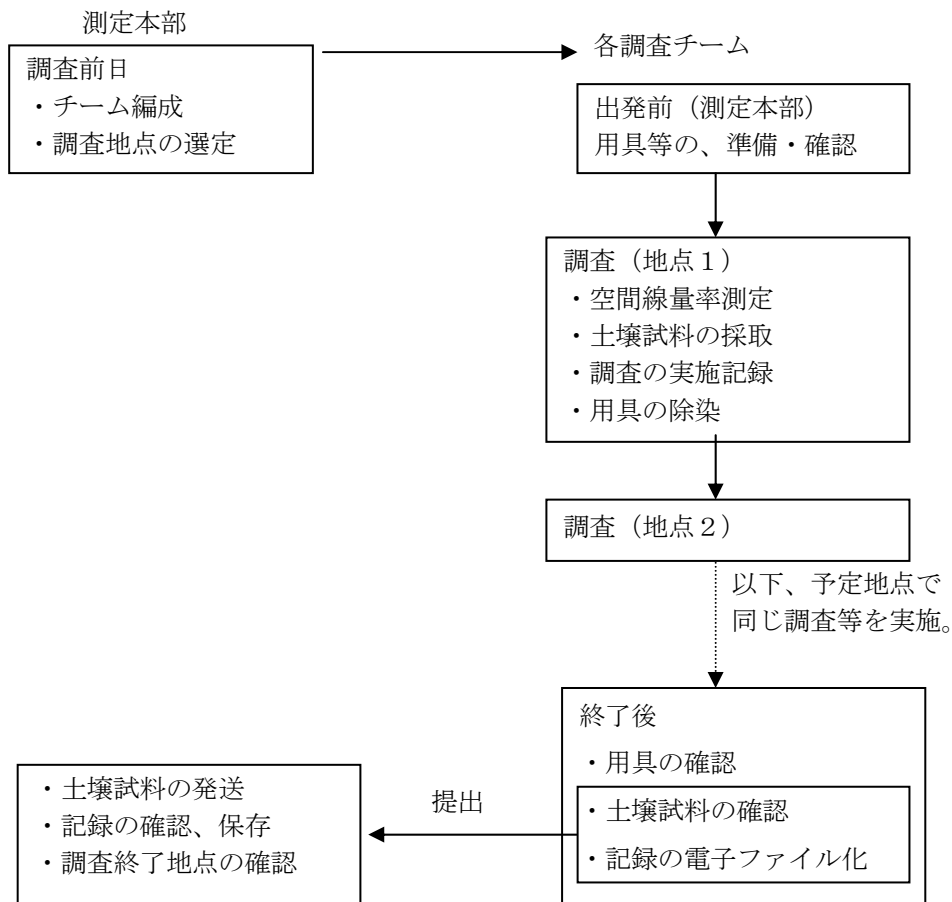 測定本部
調査前日
・チーム編成
・調査地点の選定
各調査チーム
出発前（測定本部）
用具等の、準備・確認
調査（地点１）
・空間線量率測定
・土壌試料の採取
・調査の実施記録
・用具の除染
調査（地点２）
以下、予定地点で
同じ調査等を実施。
終了後
・用具の確認
・土壌試料の確認
・記録の電子ファイル化
提出
・土壌試料の発送
・記録の確認、保存
・調査終了地点の確認